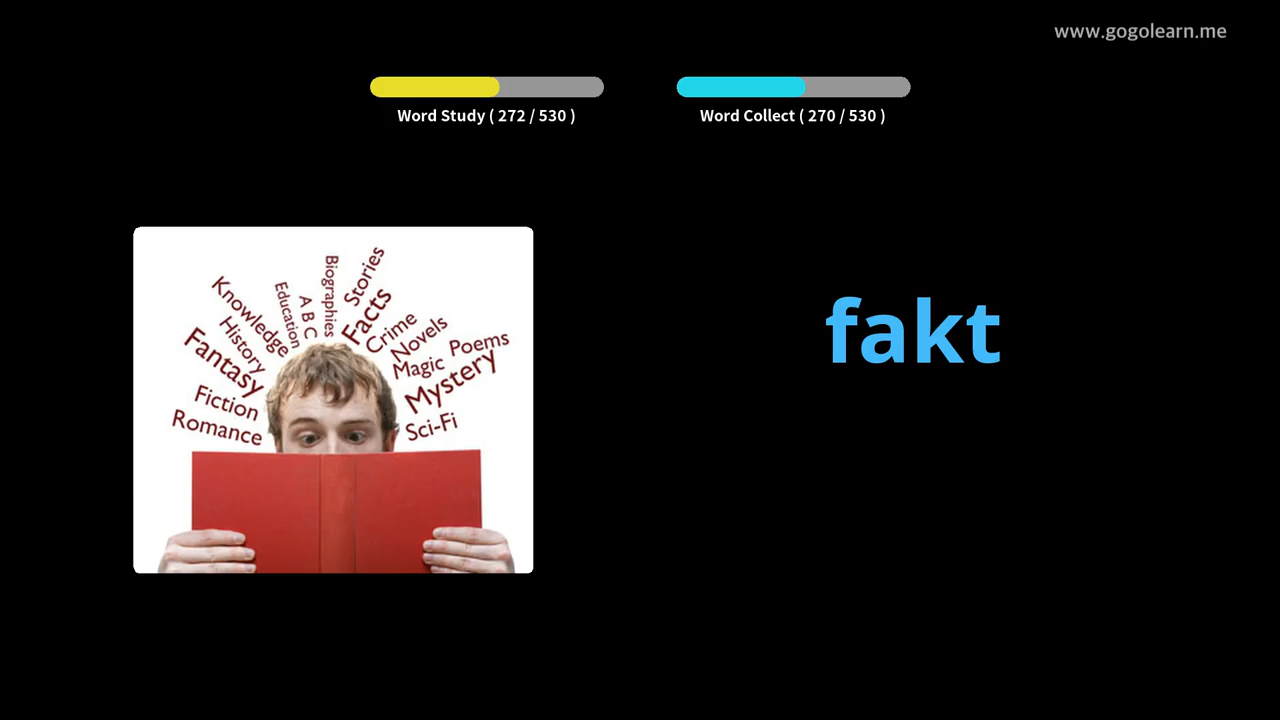 www.gogolearn.me
Word Study ( 272 / 530 )
Word Collect ( 270 / 530 )
Romance
Fiction
Fantasy
History
Knowledge
Education
A B C
Biographies
Stories
Facts
Crime
Novels
Magic
Poems
Mystery
Sci-Fi
fakt